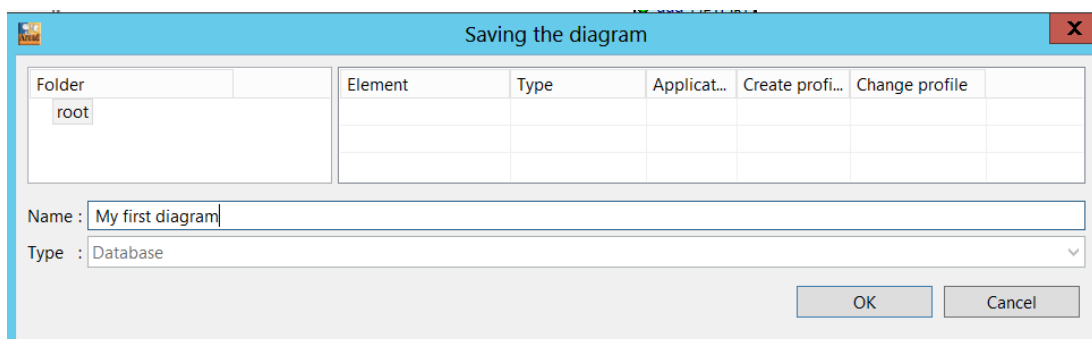 Saving the diagram
X
Folder
root
Element Type Applicat... Create profi... Change profile
Name : My first diagram
Type : Database
OK Cancel